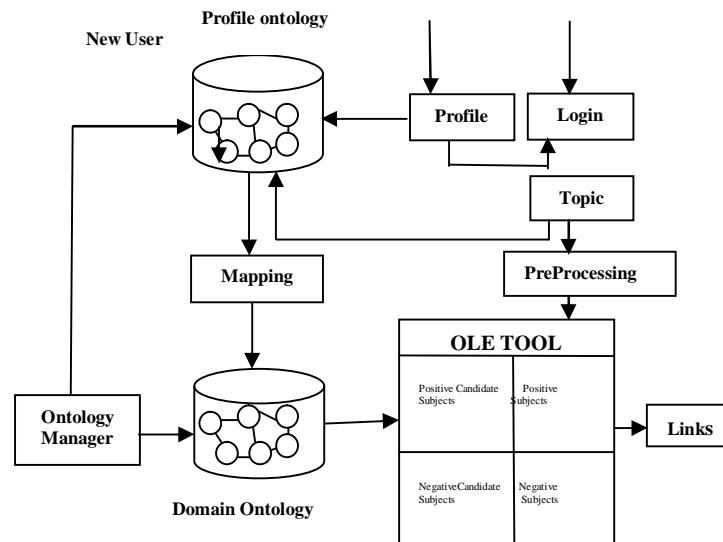 Profile ontology
New User
Profile
Login
Topic
Mapping
PreProcessing
OLE TOOL
Positive Candidate
Subjects
Positive
Subjects
Ontology
Manager
Links
NegativeCandidate
Subjects
Negative
Subjects
Domain Ontology